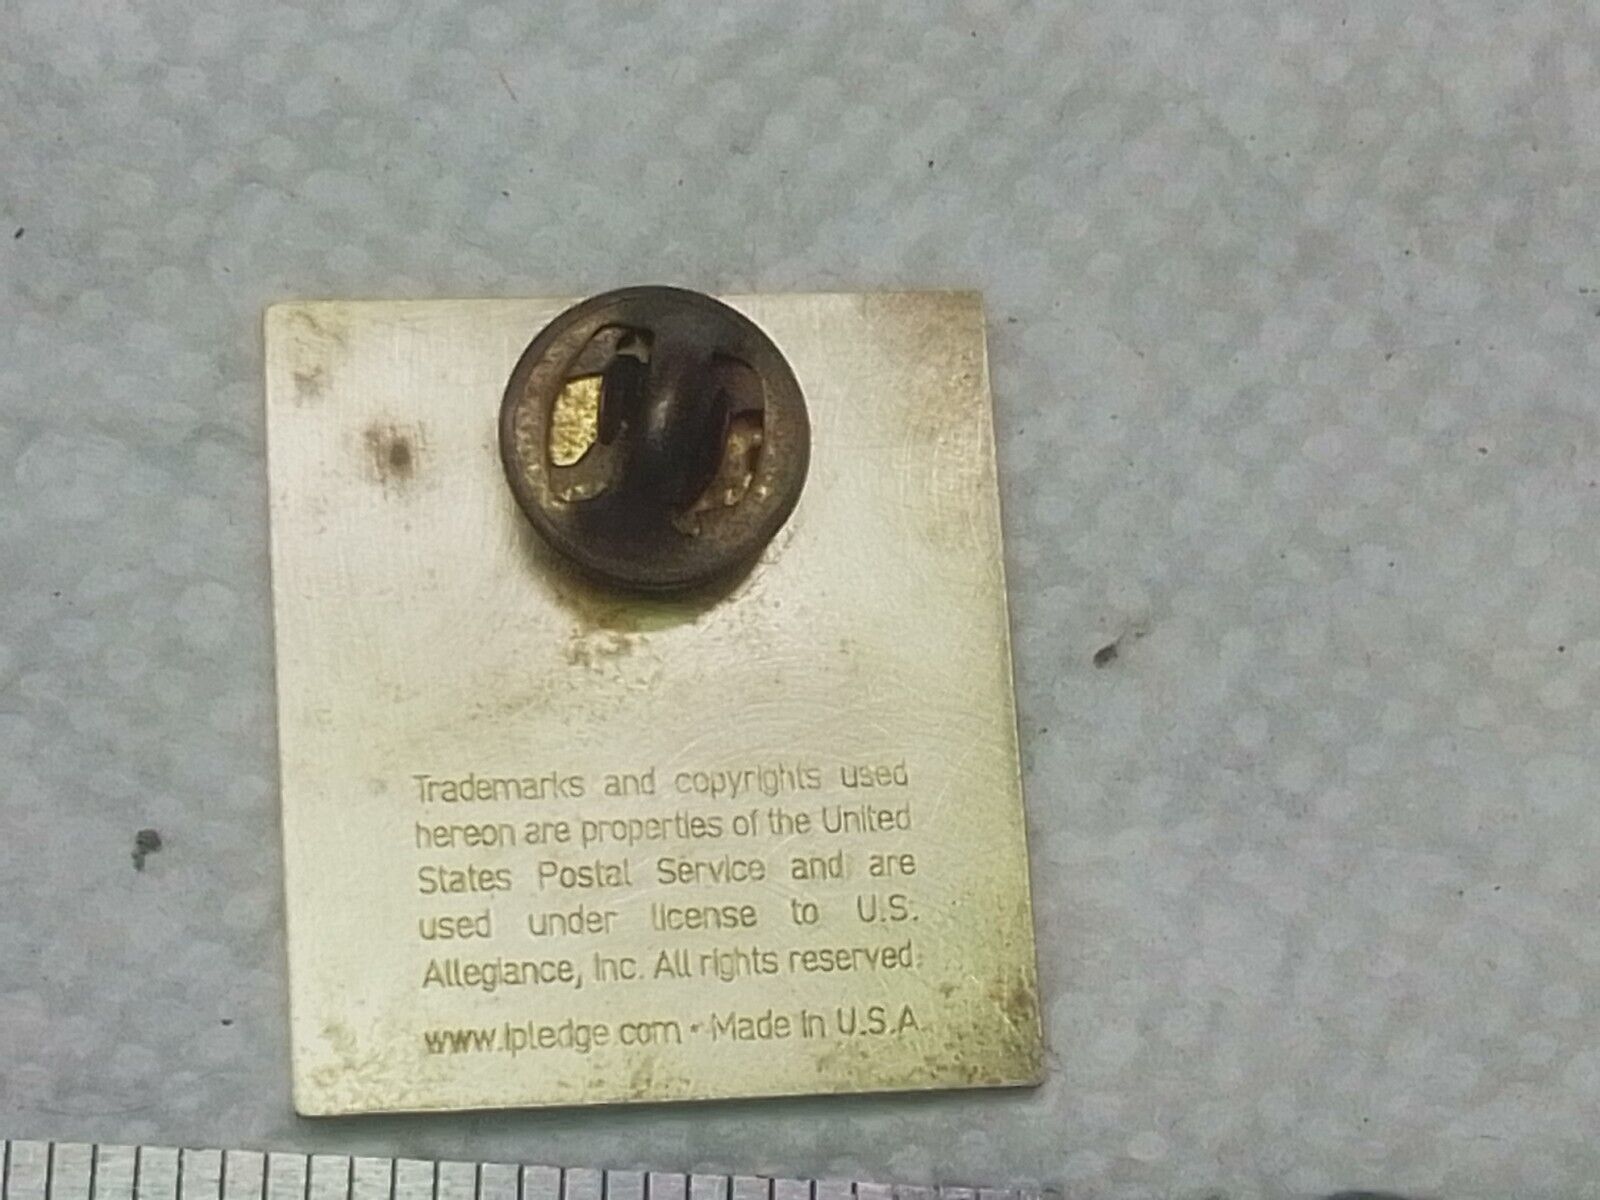 Trademarks and copyrights used
hereon are properties of the United
States Postal Service and are
used under license to U.S.
Allegiance, Inc. All rights reserved.
www.ipledge.com • Made in U.S.A.